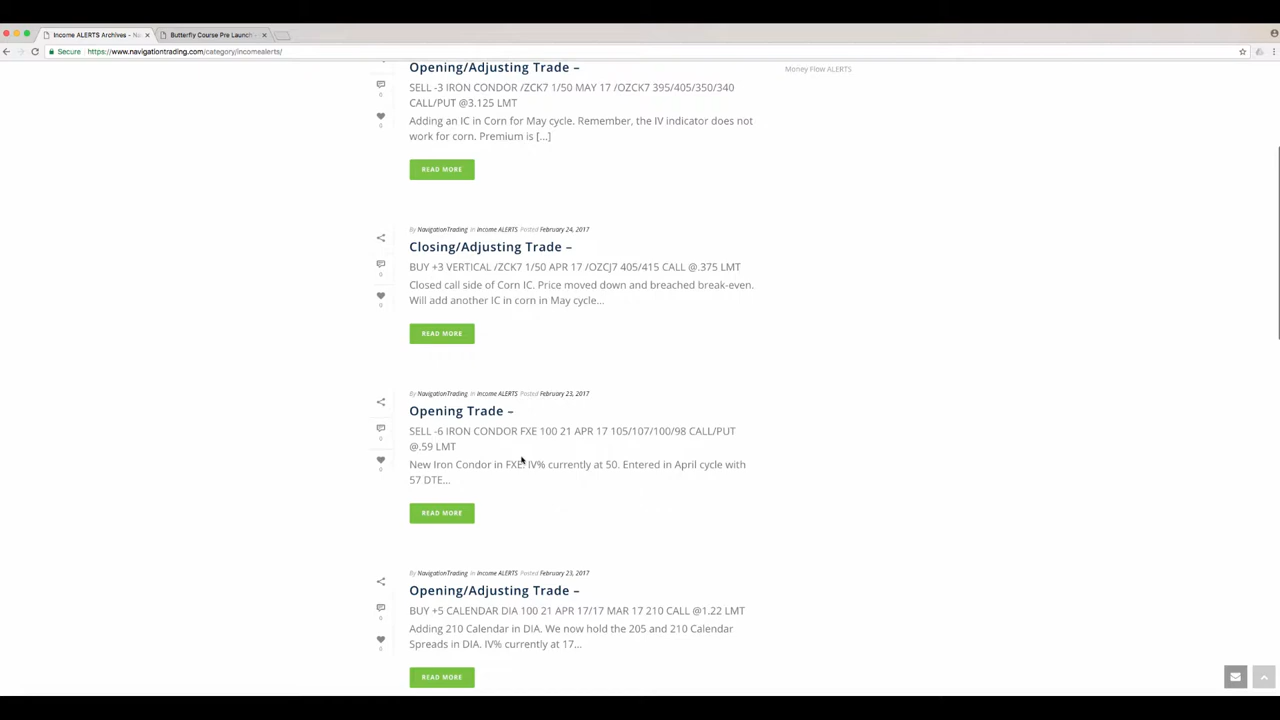 Income ALERTS Archives - Na
Butterfly Course Pre Launch -
Secure
https://www.navigationtrading.com/category/incomealerts/
Opening/Adjusting Trade –
Money Flow ALERTS
SELL -3 IRON CONDOR /ZCK7 1/50 MAY 17 /OZCK7 395/405/350/340
CALL/PUT @3.125 LMT
0
Adding an IC in Corn for May cycle. Remember, the IV indicator does not
work for corn. Premium is [...]
0
READ MORE
By NavigationTrading In Income ALERTS Posted February 24, 2017
Closing/Adjusting Trade –
BUY +3 VERTICAL /ZCK7 1/50 APR 17 /OZCJ7 405/415 CALL @.375 LMT
0
Closed call side of Corn IC. Price moved down and breached break-even.
Will add another IC in corn in May cycle...
0
READ MORE
By NavigationTrading In Income ALERTS Posted February 23, 2017
Opening Trade –
SELL -6 IRON CONDOR FXE 100 21 APR 17 105/107/100/98 CALL/PUT
@.59 LMT
0
New Iron Condor in FXE. IV% currently at 50. Entered in April cycle with
57 DTE...
0
READ MORE
By NavigationTrading In Income ALERTS Posted February 23, 2017
Opening/Adjusting Trade –
BUY +5 CALENDAR DIA 100 21 APR 17/17 MAR 17 210 CALL @1.22 LMT
0
Adding 210 Calendar in DIA. We now hold the 205 and 210 Calendar
Spreads in DIA. IV% currently at 17...
0
READ MORE